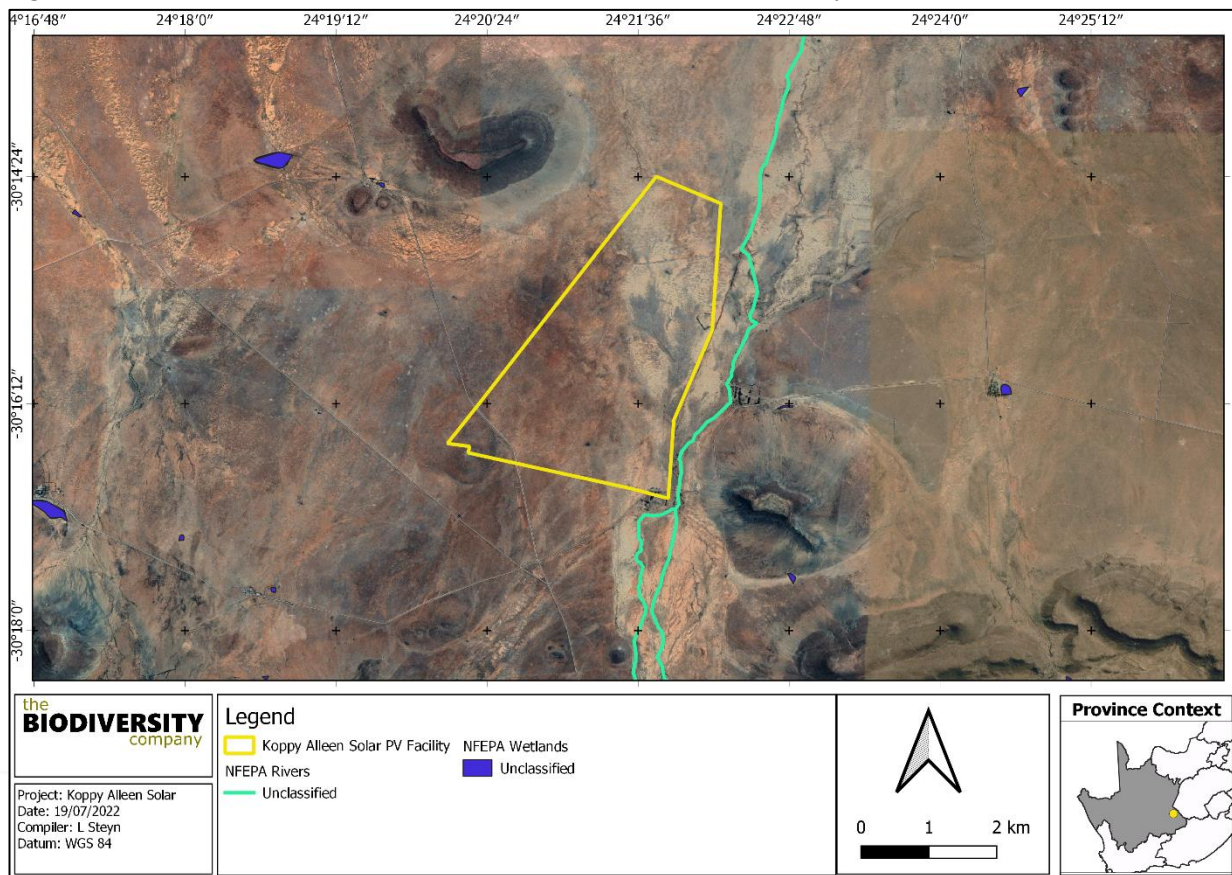 24°16′48″ 24°18′0″ 24°19′12″ 24°20′24″ 24°21′36″ 24°22′48″ 24°24′0″ 24°25′12″
-30°14′24″
-30°16′12″
-30°18′0″
the
BIODIVERSITY
company
Project: Koppy Alleen Solar
Date: 19/07/2022
Compiler: L Steyn
Datum: WGS 84
Legend
Koppy Alleen Solar PV Facility
NFEPA Rivers
Unclassified
NFEPA Wetlands
Unclassified
0 1 2 km
Province Context